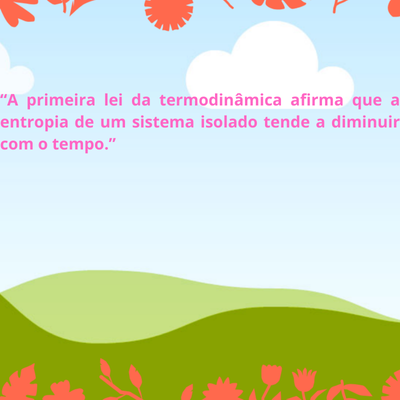 “A primeira lei da termodinâmica afirma que a
entropia de um sistema isolado tende a diminuir
com o tempo.”